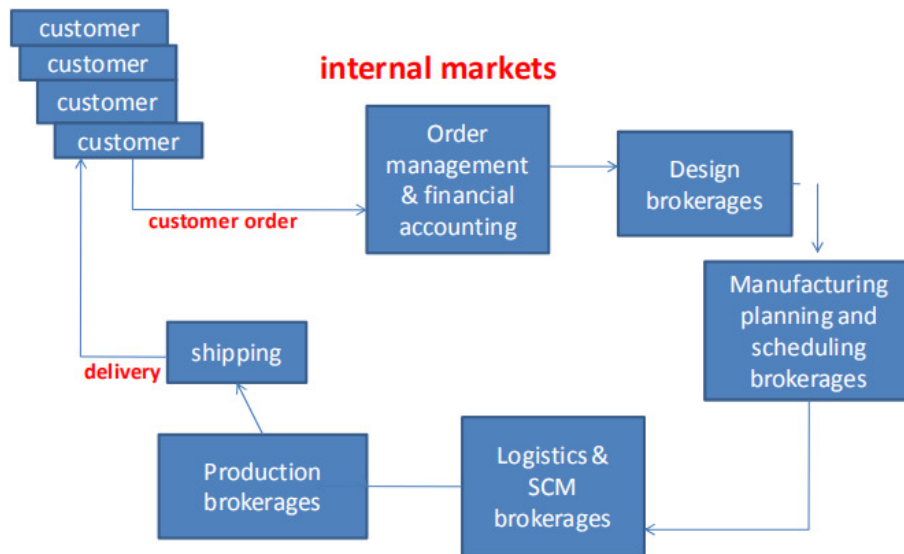 customer
customer
customer
customer
internal markets
customer order
Order
management
& financial
accounting
Design
brokerages
Manufacturing
planning and
scheduling
brokerages
Logistics &
SCM
brokerages
Production
brokerages
shipping
delivery